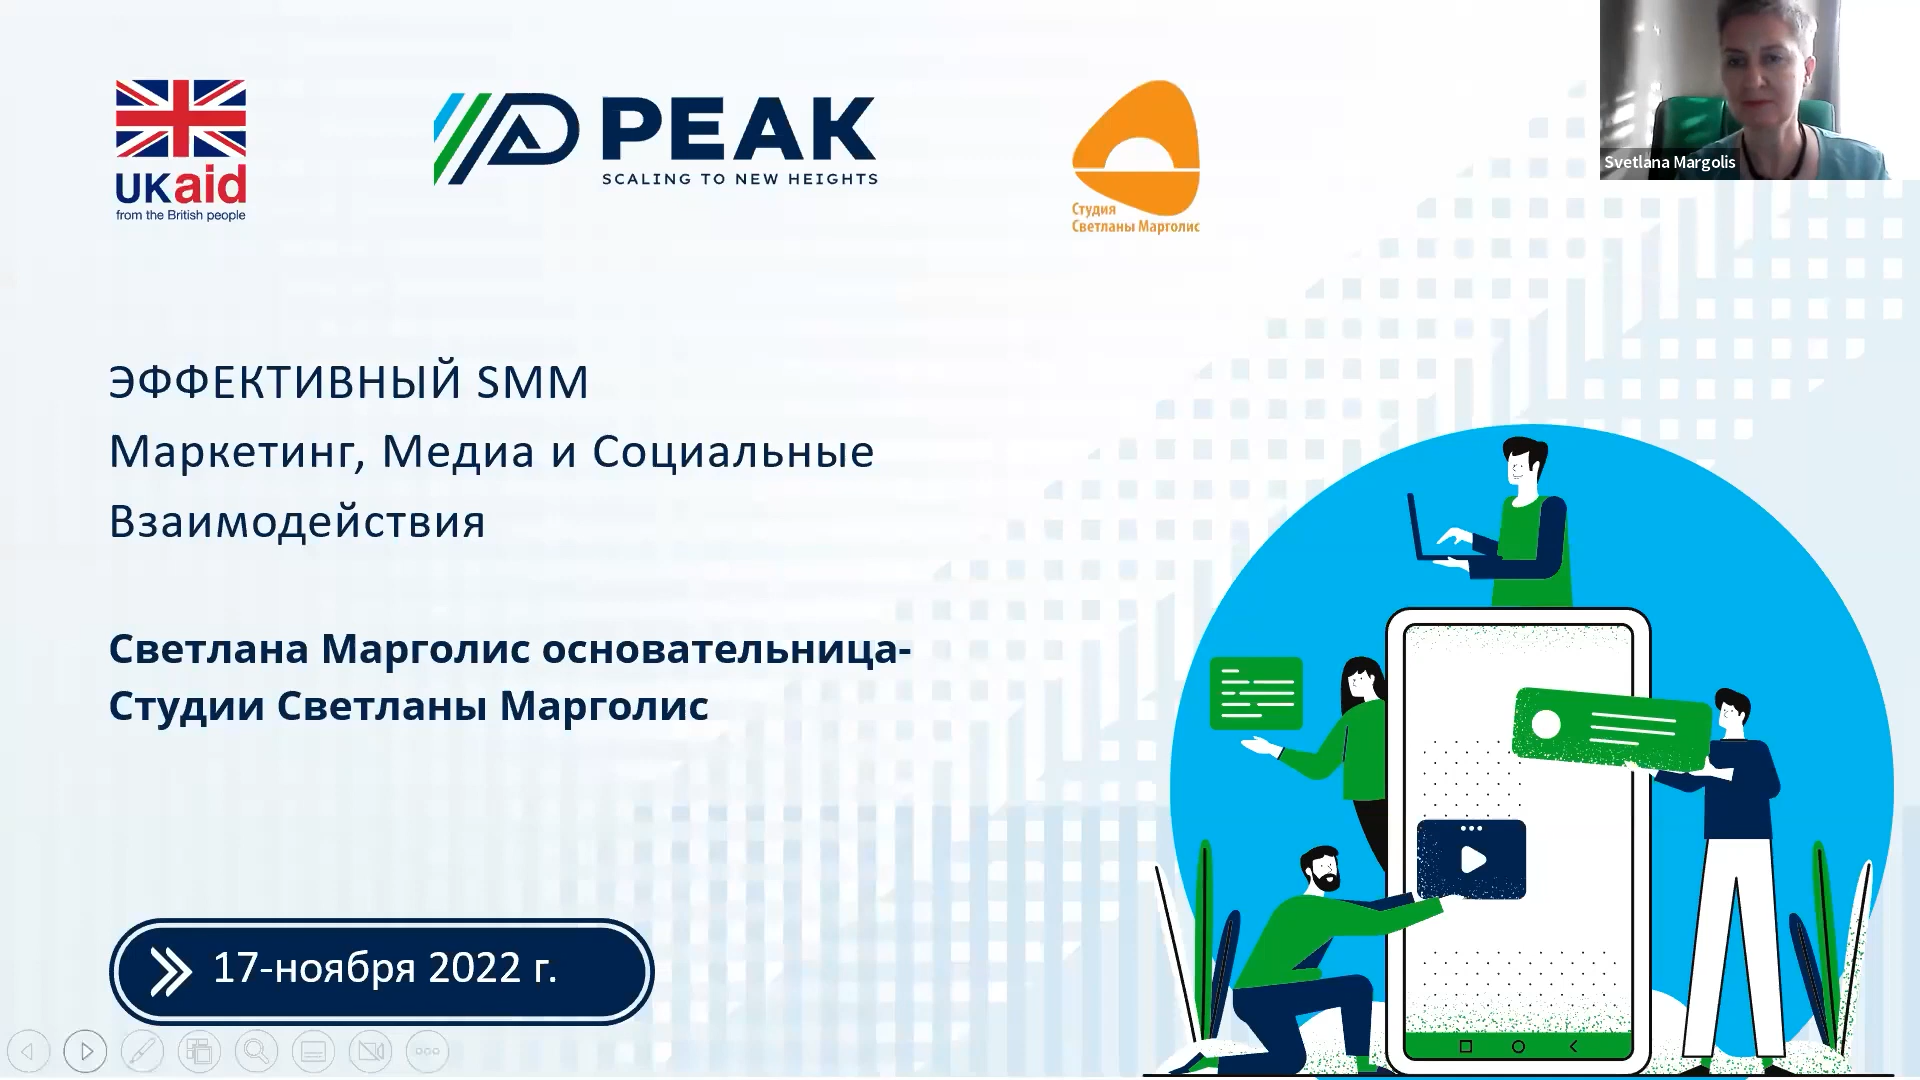 UKaid
from the British people
PEAK
SCALING TO NEW HEIGHTS
Студия
Светланы Марголис
Svetlana Margolis
ЭФФЕКТИВНЫЙ SMM
Маркетинг, Медиа и Социальные
Взаимодействия
Светлана Марголис основательница-
Студии Светланы Марголис
17-ноября 2022 г.